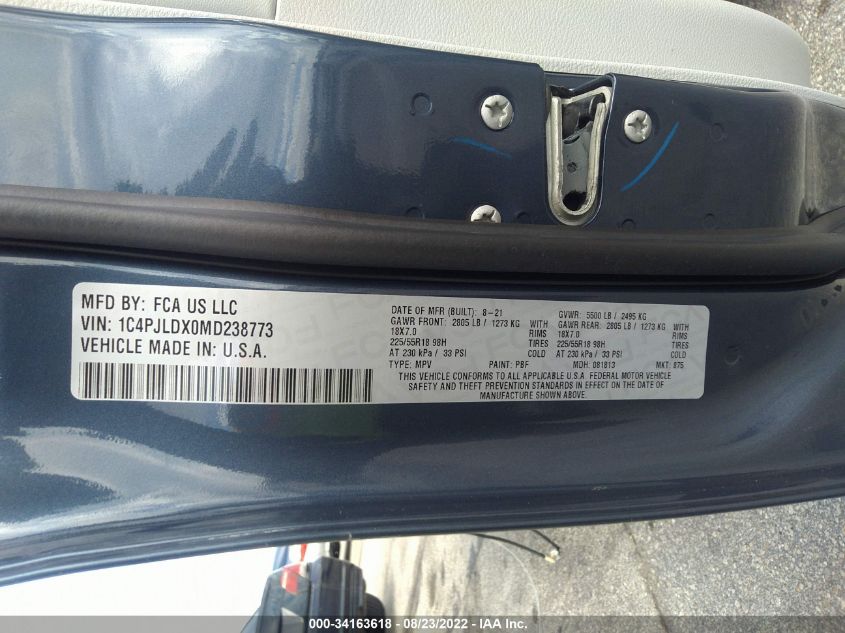 MFD BY: FCA US LLC
VIN: 1C4PJLDX0MD238773
VEHICLE MADE IN: U.S.A.
DATE OF MFR (BUILT): 8-21 GVWR: 5500 LB / 2495 KG
GAWR FRONT: 2805 LB / 1273 KG WITH GAWR REAR: 2805 LB / 1273 KG WITH
18X7.0 RIMS 18X7.0 RIMS
225/55R18 98H TIRES 225/55R18 98H TIRES
AT 230 kPa / 33 PSI COLD AT 230 kPa / 33 PSI COLD
TYPE: MPV PAINT: PBF MDH: 081813 MKT: 875
THIS VEHICLE CONFORMS TO ALL APPLICABLE U.S.A. FEDERAL MOTOR VEHICLE
SAFETY AND THEFT PREVENTION STANDARDS IN EFFECT ON THE DATE OF
MANUFACTURE SHOWN ABOVE.
000-34163618 - 08/23/2022 - IAA Inc.